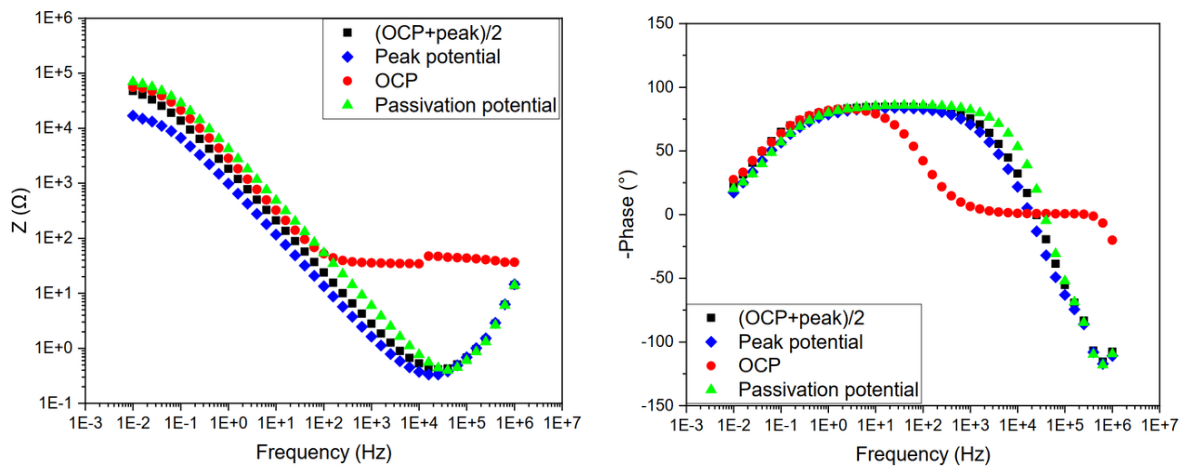 1E+6
1E+5
1E+4
1E+3
1E+2
1E+1
1E+0
1E-1
Z (Ω)
(OCP+peak)/2
Peak potential
OCP
Passivation potential
1E-3 1E-2 1E-1 1E+0 1E+1 1E+2 1E+3 1E+4 1E+5 1E+6 1E+7
Frequency (Hz)
150
100
50
0
-50
-100
-150
-Phase (°)
(OCP+peak)/2
Peak potential
OCP
Passivation potential
1E-3 1E-2 1E-1 1E+0 1E+1 1E+2 1E+3 1E+4 1E+5 1E+6 1E+7
Frequency (Hz)